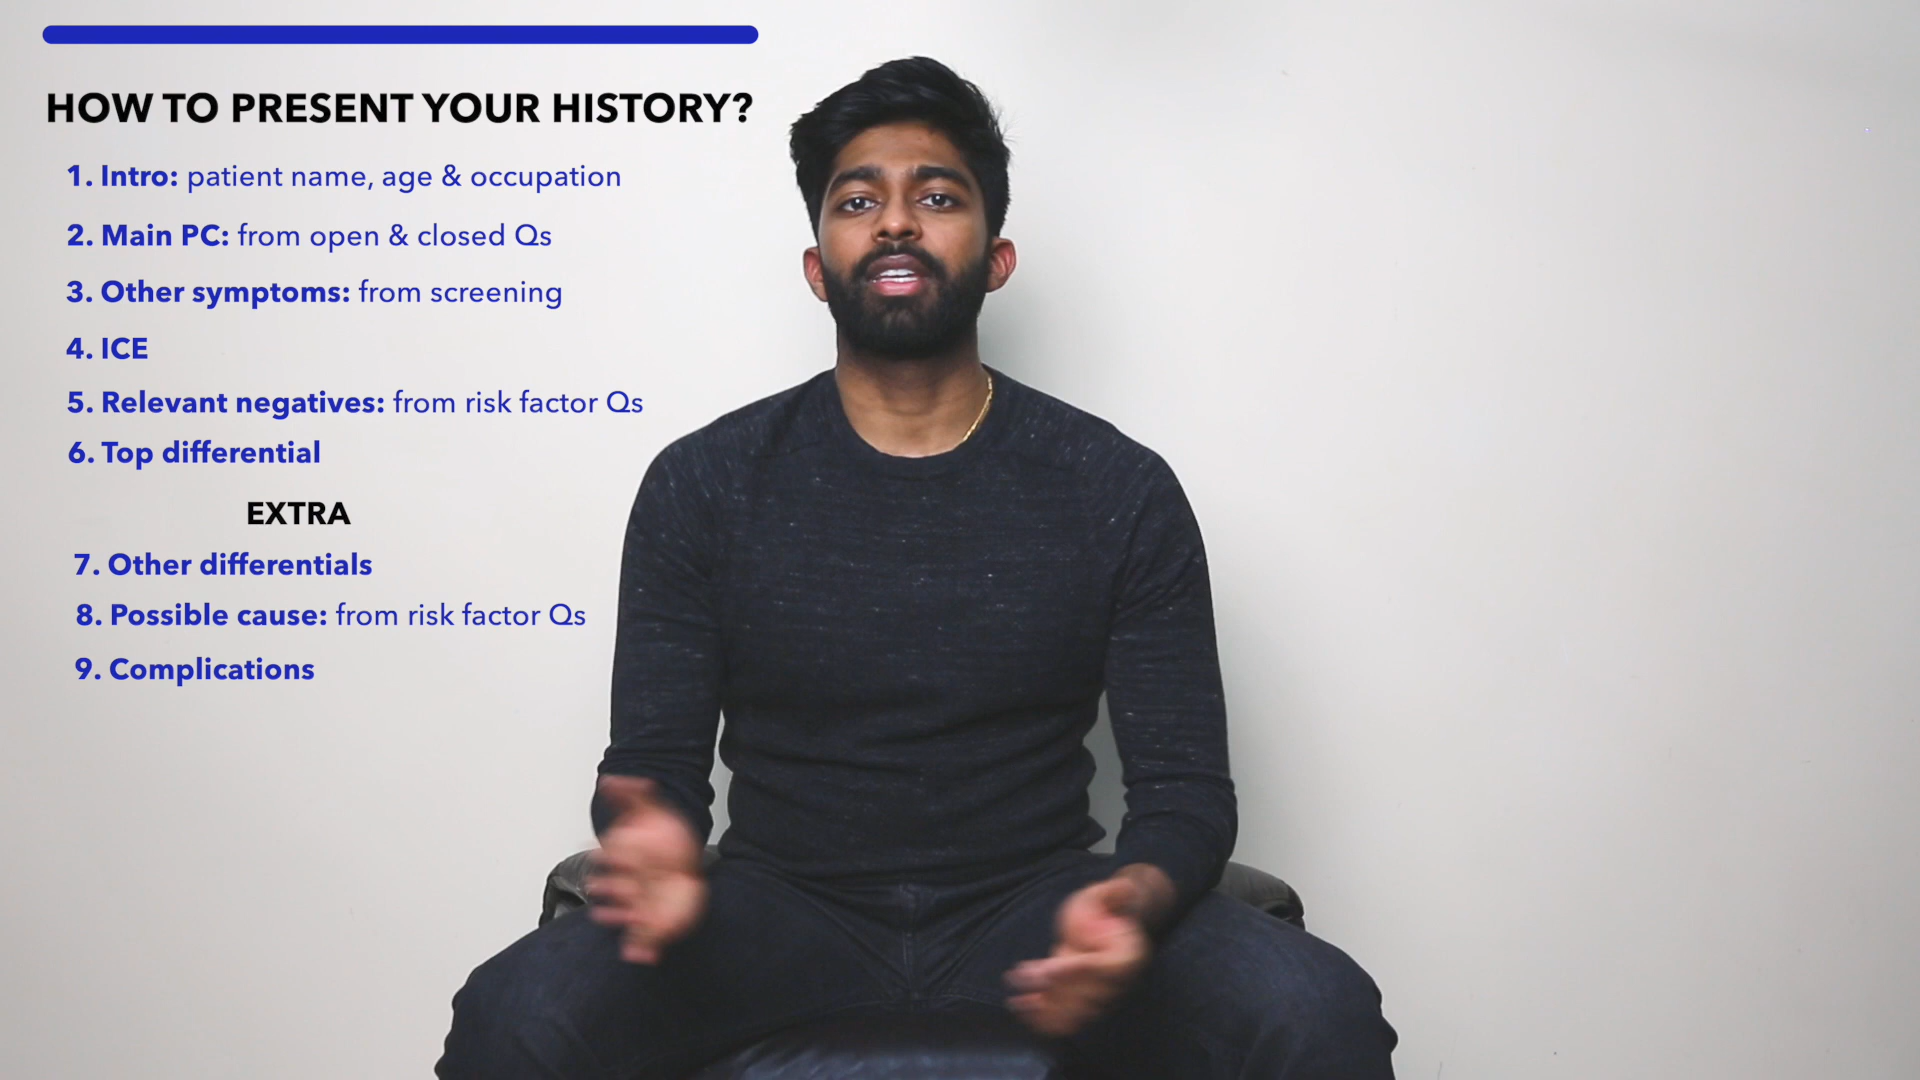 HOW TO PRESENT YOUR HISTORY?
1. Intro: patient name, age & occupation
2. Main PC: from open & closed Qs
3. Other symptoms: from screening
4. ICE
5. Relevant negatives: from risk factor Qs
6. Top differential
EXTRA
7. Other differentials
8. Possible cause: from risk factor Qs
9. Complications